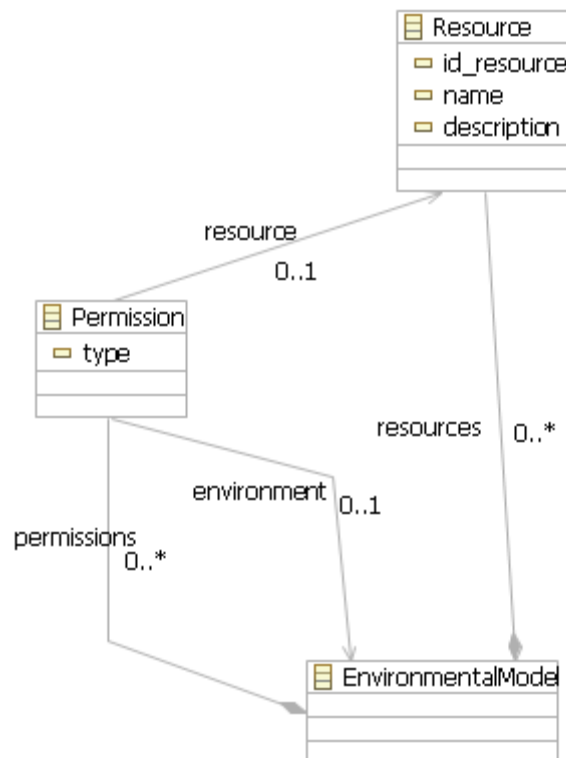 Resource
id_resource
name
description
resource
0..1
Permission
type
resources
0..*
environment
0..1
permissions
0..*
EnvironmentalModel